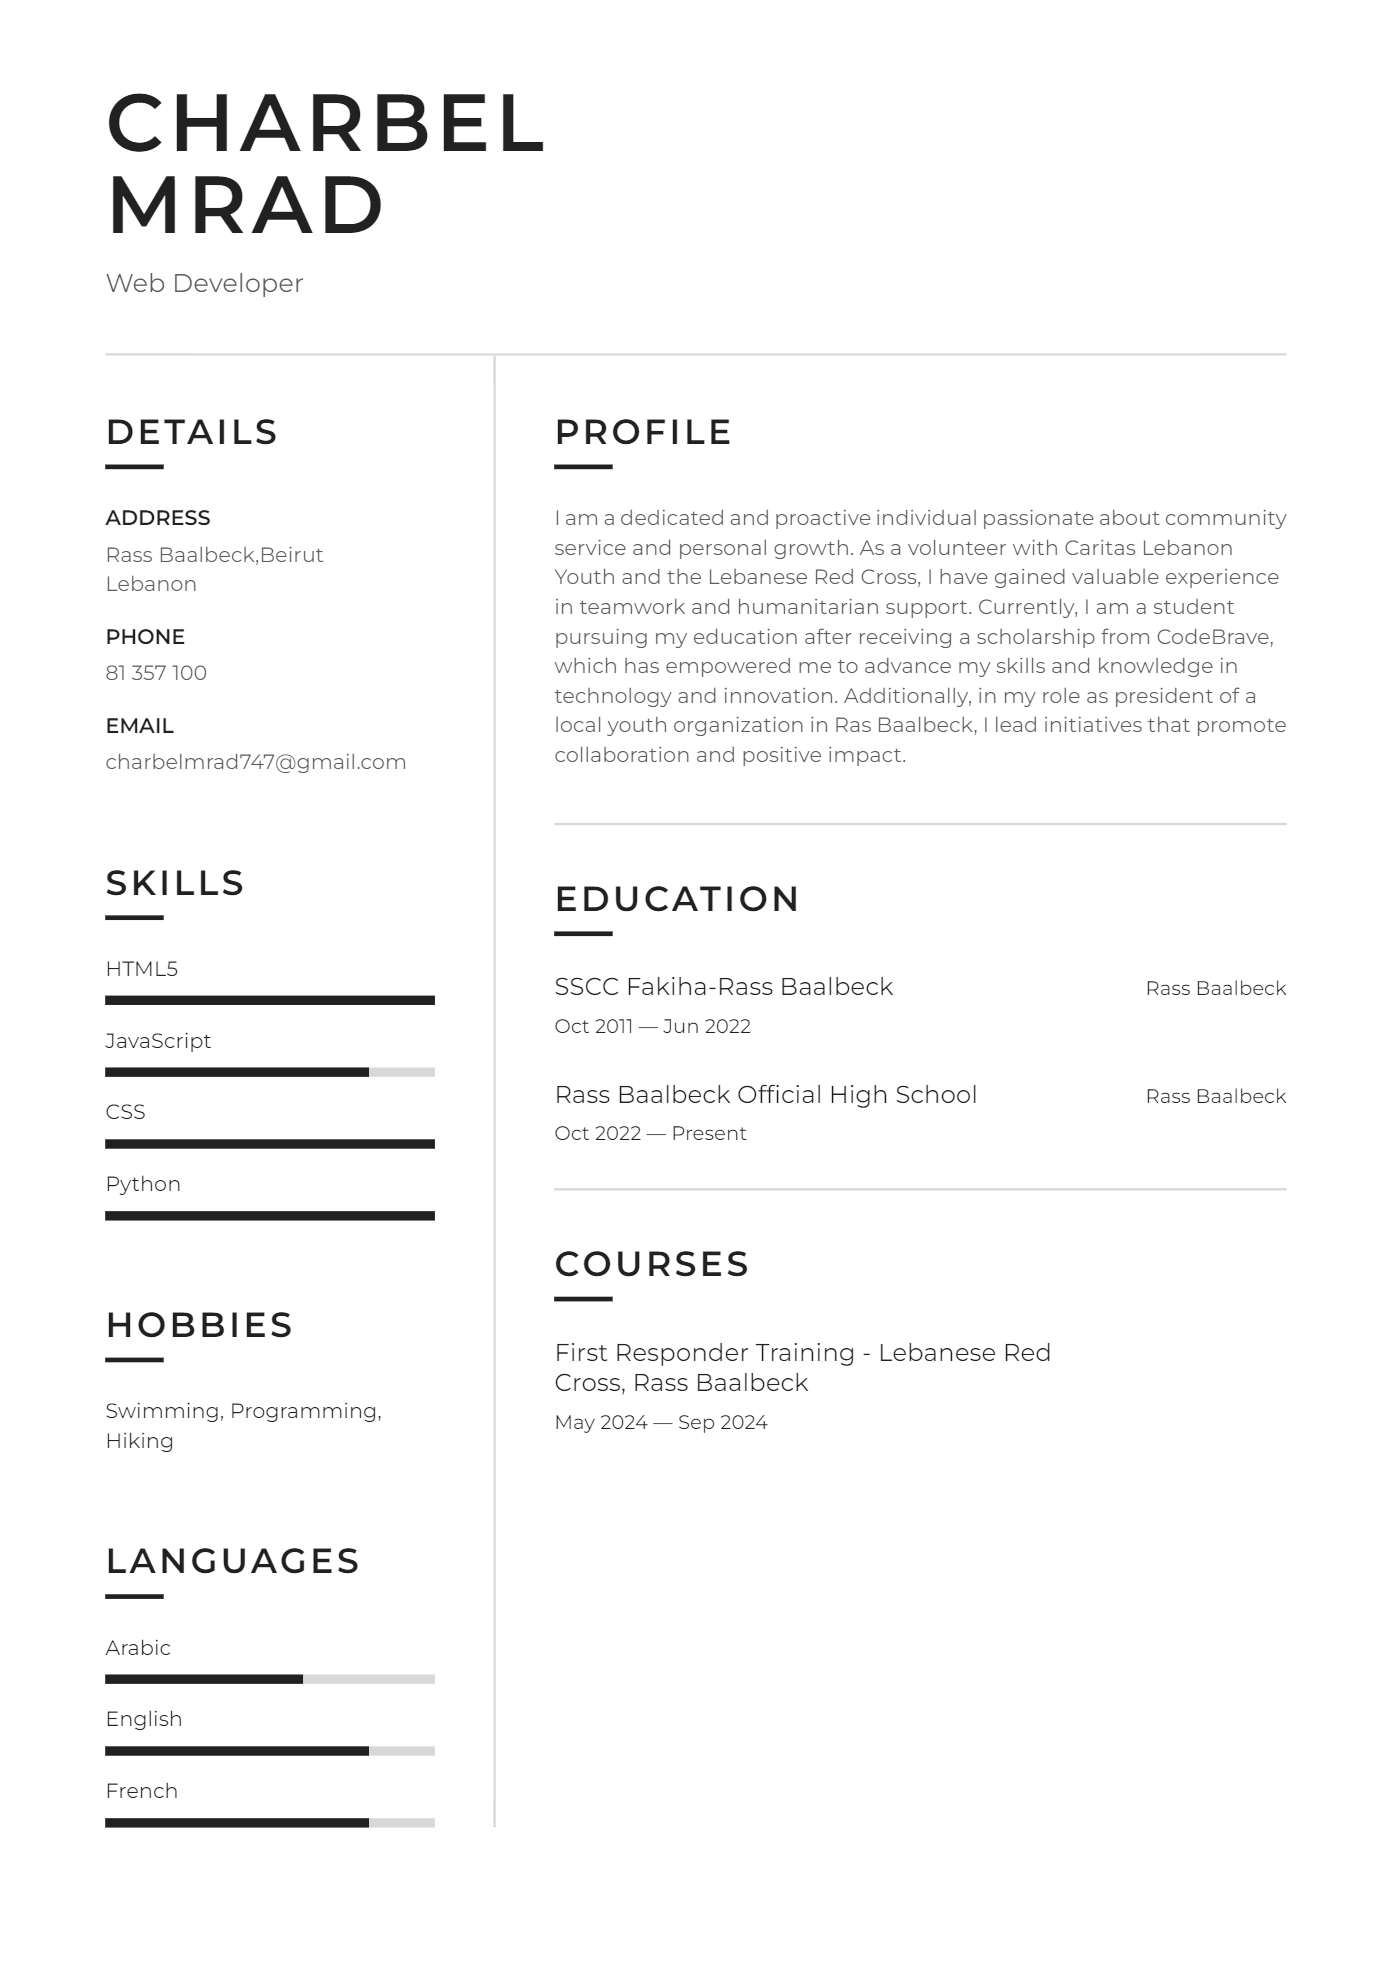 CHARBEL
MRAD
Web Developer
DETAILS
ADDRESS
Rass Baalbeck,Beirut
Lebanon
PHONE
81 357 100
EMAIL
charbelmrad747@gmail.com
SKILLS
HTML5
JavaScript
CSS
Python
HOBBIES
Swimming, Programming,
Hiking
LANGUAGES
Arabic
English
French
PROFILE
I am a dedicated and proactive individual passionate about community
service and personal growth. As a volunteer with Caritas Lebanon
Youth and the Lebanese Red Cross, I have gained valuable experience
in teamwork and humanitarian support. Currently, I am a student
pursuing my education after receiving a scholarship from CodeBrave,
which has empowered me to advance my skills and knowledge in
technology and innovation. Additionally, in my role as president of a
local youth organization in Ras Baalbeck, I lead initiatives that promote
collaboration and positive impact.
EDUCATION
SSCC Fakiha-Rass Baalbeck Rass Baalbeck
Oct 2011 — Jun 2022
Rass Baalbeck Official High School Rass Baalbeck
Oct 2022 — Present
COURSES
First Responder Training - Lebanese Red
Cross, Rass Baalbeck
May 2024 — Sep 2024